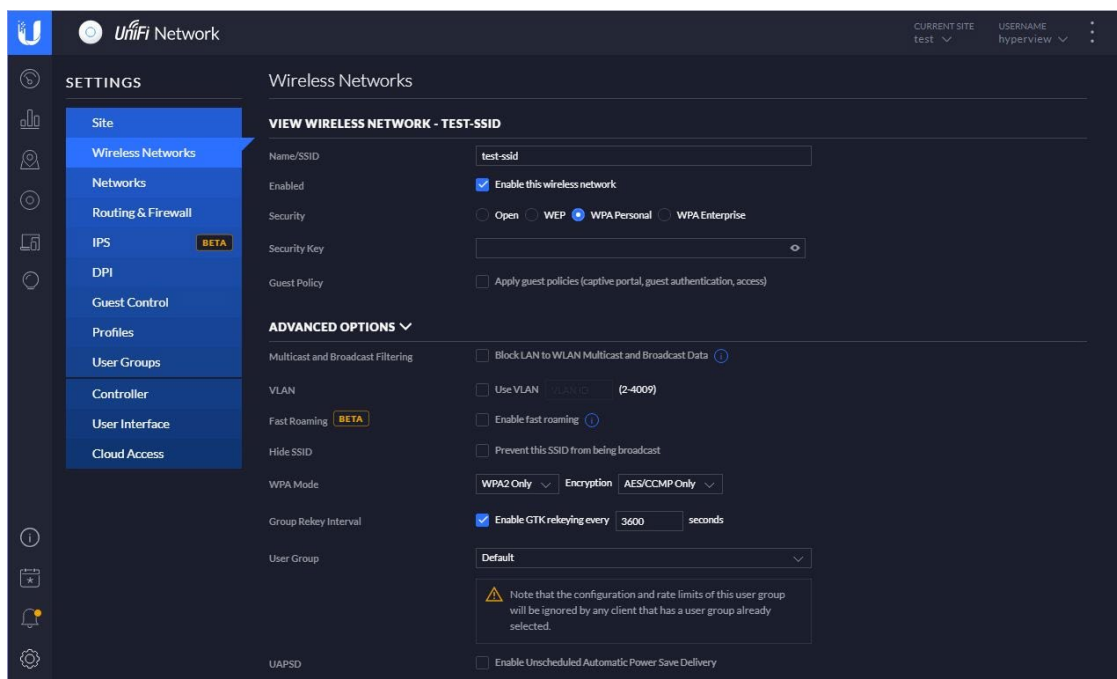 UniFi Network
CURRENT SITE
test
USERNAME
hyperview
SETTINGS
Site
Wireless Networks
Networks
Routing & Firewall
IPS BETA
DPI
Guest Control
Profiles
User Groups
Controller
User Interface
Cloud Access
Wireless Networks
VIEW WIRELESS NETWORK - TEST-SSID
Name/SSID test-ssid
Enabled Enable this wireless network
Security Open WEP WPA Personal WPA Enterprise
Security Key
Guest Policy Apply guest policies (captive portal, guest authentication, access)
ADVANCED OPTIONS
Multicast and Broadcast Filtering Block LAN to WLAN Multicast and Broadcast Data
VLAN Use VLAN VLAN ID (2-4009)
Fast Roaming BETA Enable fast roaming
Hide SSID Prevent this SSID from being broadcast
WPA Mode WPA2 Only Encryption AES/CCMP Only
Group Rekey Interval Enable GTK rekeying every 3600 seconds
User Group Default
Note that the configuration and rate limits of this user group
will be ignored by any client that has a user group already
selected.
UAPSD Enable Unscheduled Automatic Power Save Delivery